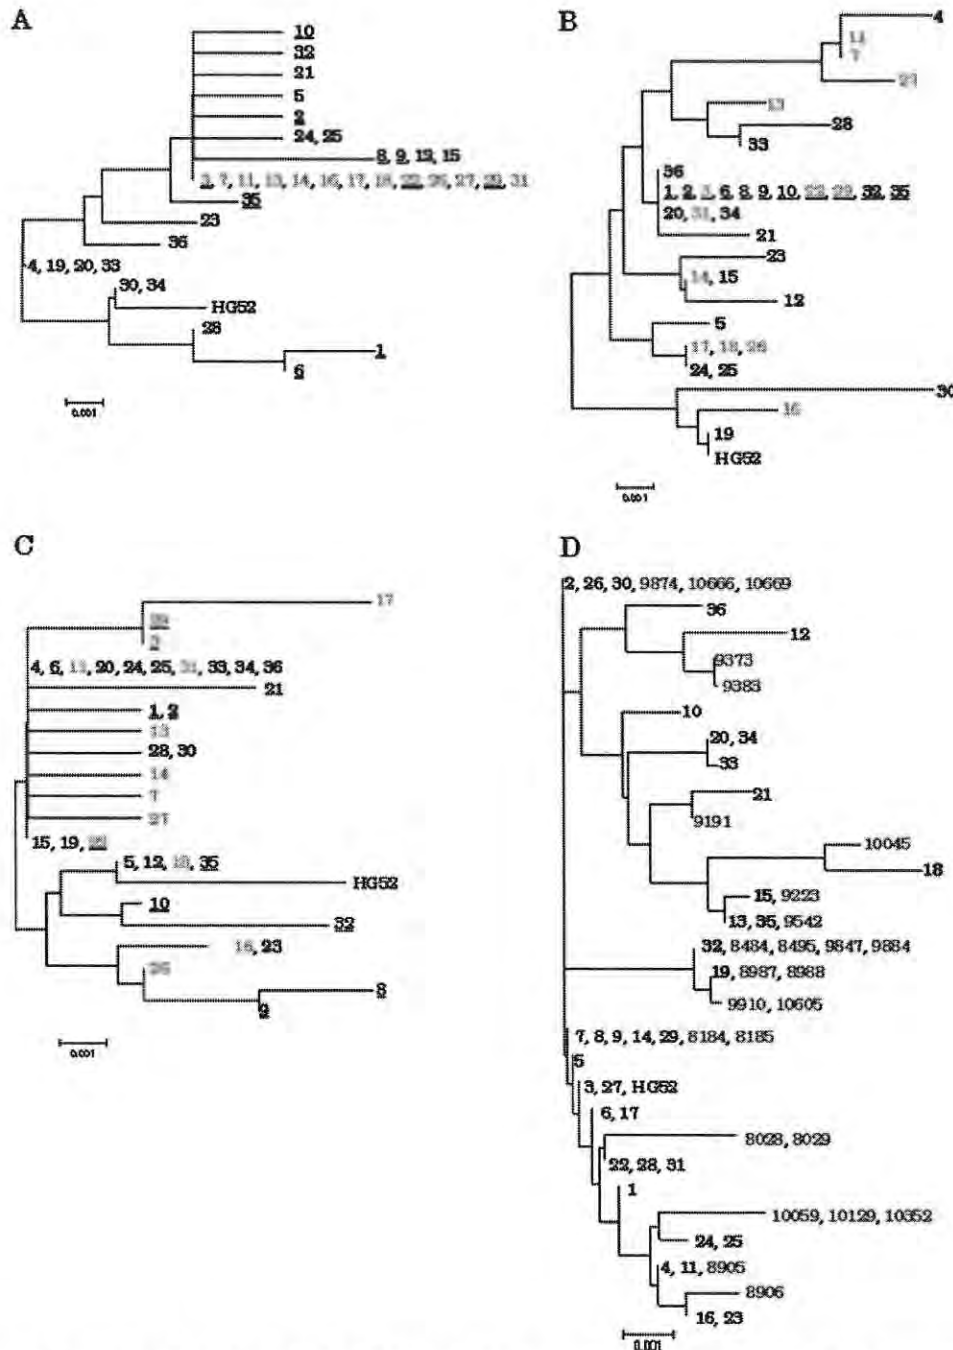 A
10
32
21
5
2
24, 25
8, 9, 12, 15
3, 7, 11, 13, 14, 16, 17, 18, 22, 26, 27, 29, 31
35
23
36
4, 19, 20, 33
30, 34
HG52
28
1
6
0.001
B
4
11
7
27
13
28
33
36
1, 2, 3, 6, 8, 9, 10, 22, 29, 32, 35
20, 31, 34
21
23
14, 15
12
5
17, 18, 26
24, 25
30
16
19
HG52
0.001
C
17
29
3
4, 6, 11, 20, 24, 25, 31, 33, 34, 36
21
1, 2
13
28, 30
14
7
27
15, 19, 22
5, 12, 18, 35
HG52
10
32
16, 23
26
8
9
0.001
D
2, 26, 30, 9874, 10666, 10669
36
12
9373
9383
10
20, 34
33
21
9191
10045
18
15, 9223
13, 35, 9542
32, 8484, 8495, 9847, 9884
19, 8987, 8988
9910, 10605
7, 8, 9, 14, 29, 8184, 8185
5
3, 27, HG52
6, 17
8028, 8029
22, 28, 31
1
10059, 10129, 10352
24, 25
4, 11, 8905
8906
16, 23
0.001